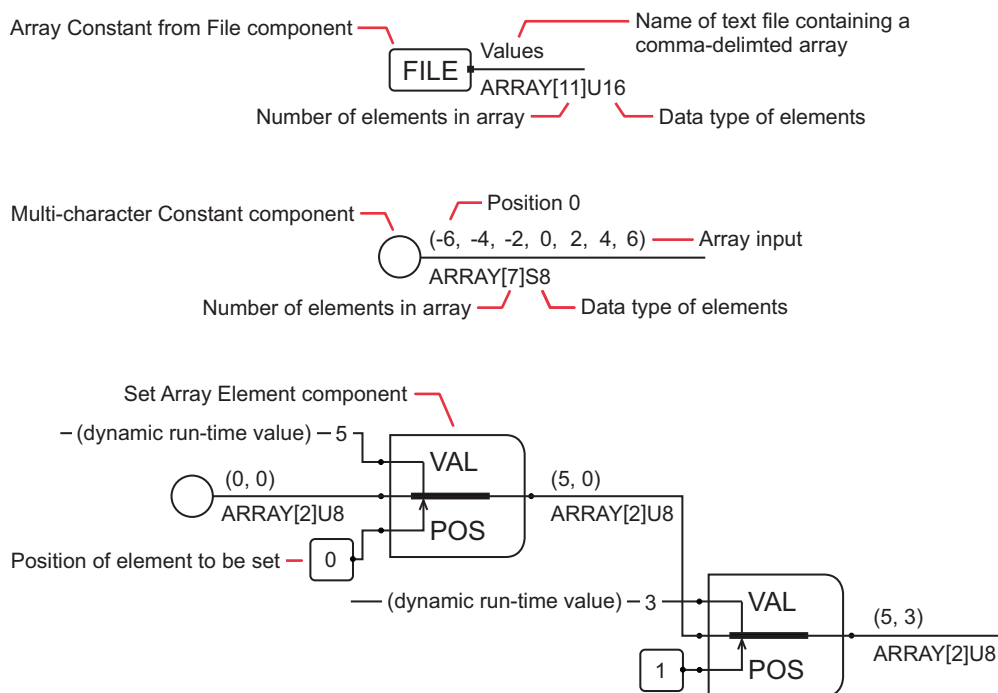 Array Constant from File component
Name of text file containing a
comma-delimted array
Values
FILE
ARRAY[11]U16
Number of elements in array
Data type of elements
Multi-character Constant component
Position 0
(-6, -4, -2, 0, 2, 4, 6)
Array input
ARRAY[7]S8
Number of elements in array
Data type of elements
Set Array Element component
(dynamic run-time value)
5
VAL
(0, 0)
(5, 0)
ARRAY[2]U8
ARRAY[2]U8
POS
Position of element to be set
0
(dynamic run-time value)
3
VAL
(5, 3)
ARRAY[2]U8
1
POS